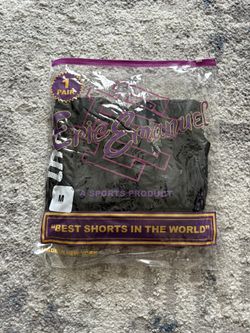 1
PAIR
Eric Emanuel
A SPORTS PRODUCT
M
"BEST SHORTS IN THE WORLD"